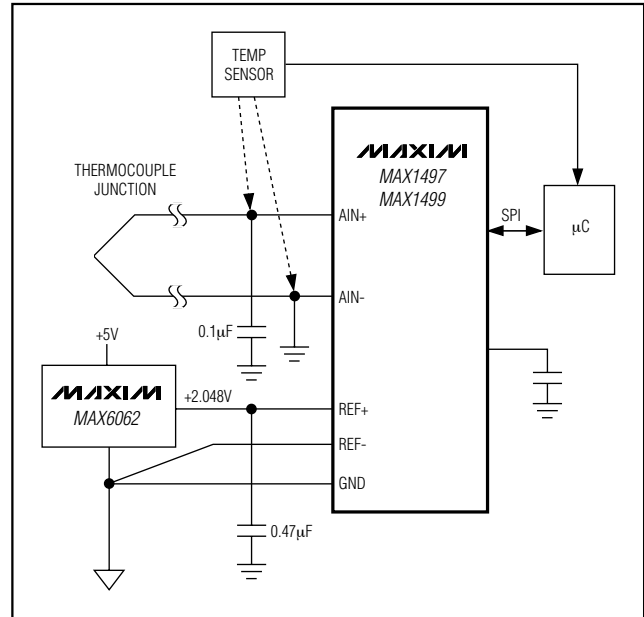 TEMP
SENSOR
MAXIM
MAX1497
MAX1499
THERMOCOUPLE
JUNCTION
AIN+
SPI
µC
AIN-
0.1µF
+5V
MAXIM
MAX6062
+2.048V
REF+
REF-
GND
0.47µF